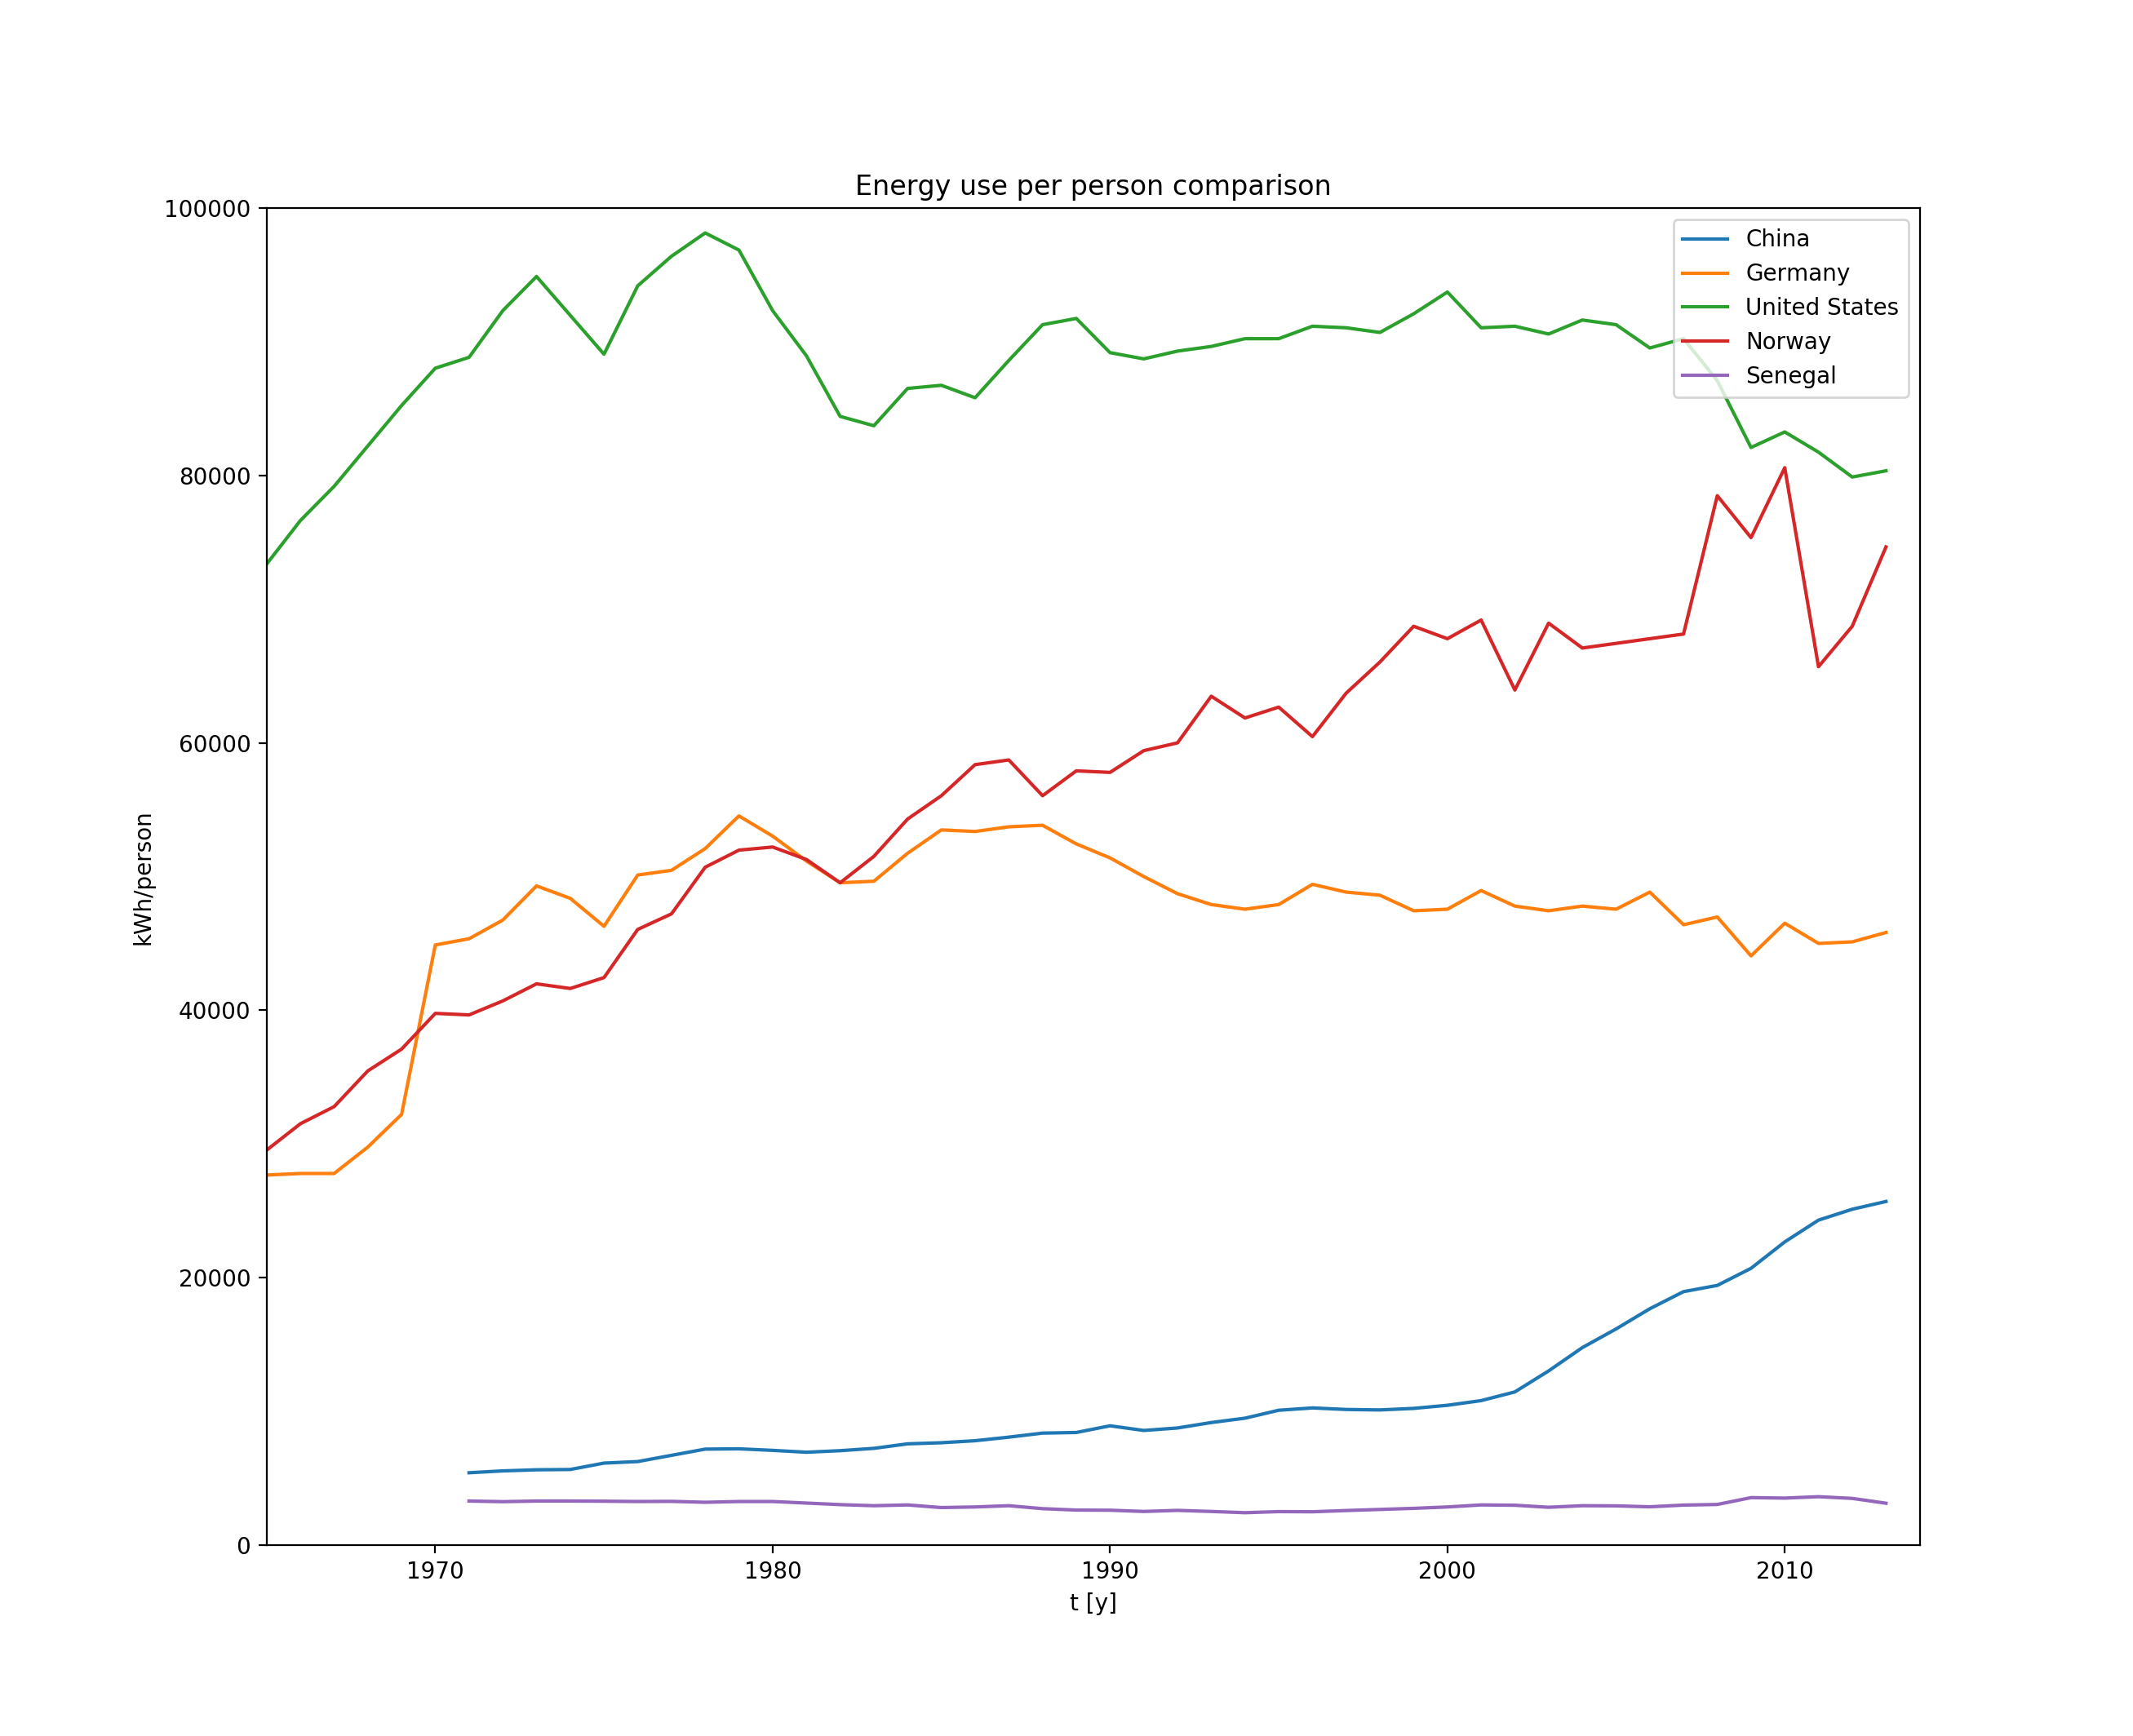 Energy use per person comparison
100000
80000
60000
40000
20000
0
kWh/person
China
Germany
United States
Norway
Senegal
1970 1980 1990 2000 2010
t [y]